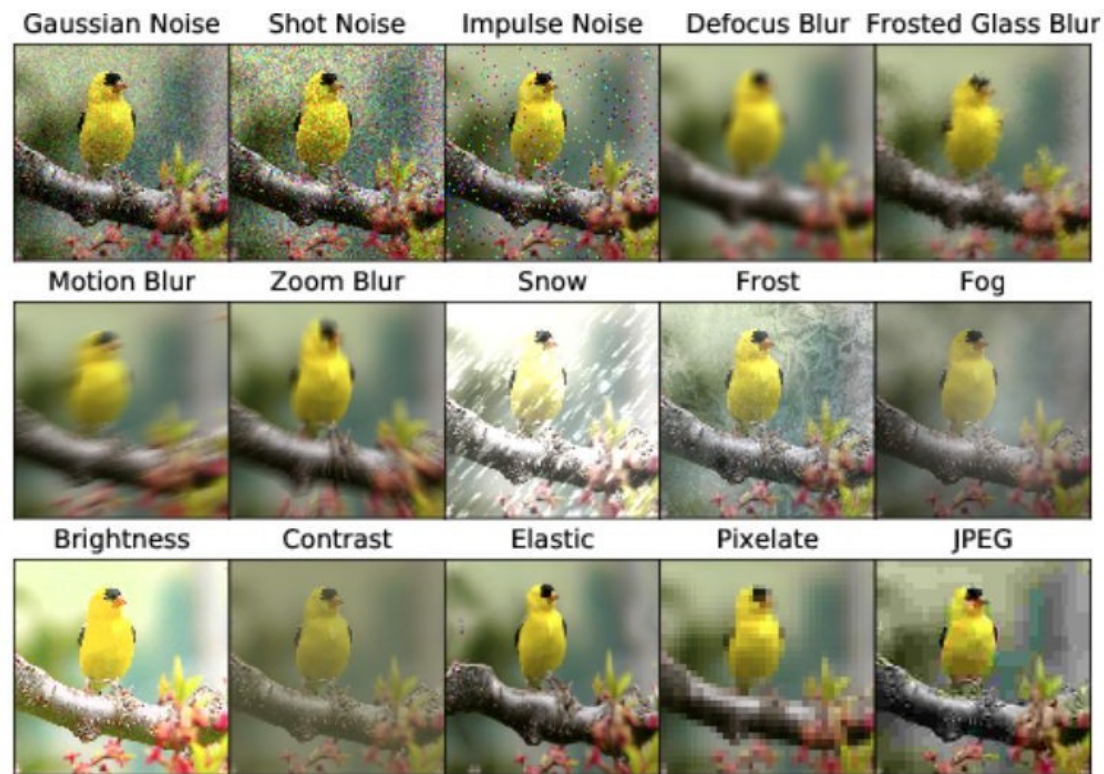 Gaussian Noise Shot Noise Impulse Noise Defocus Blur Frosted Glass Blur
Motion Blur Zoom Blur Snow Frost Fog
Brightness Contrast Elastic Pixelate JPEG